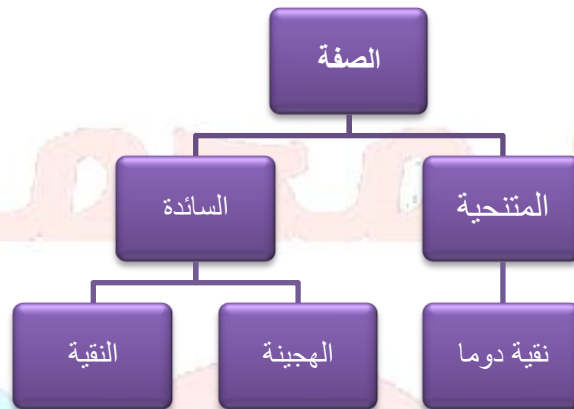 الصفة
المتنحية
السائدة
نقية دوما
الهجينة
النقية